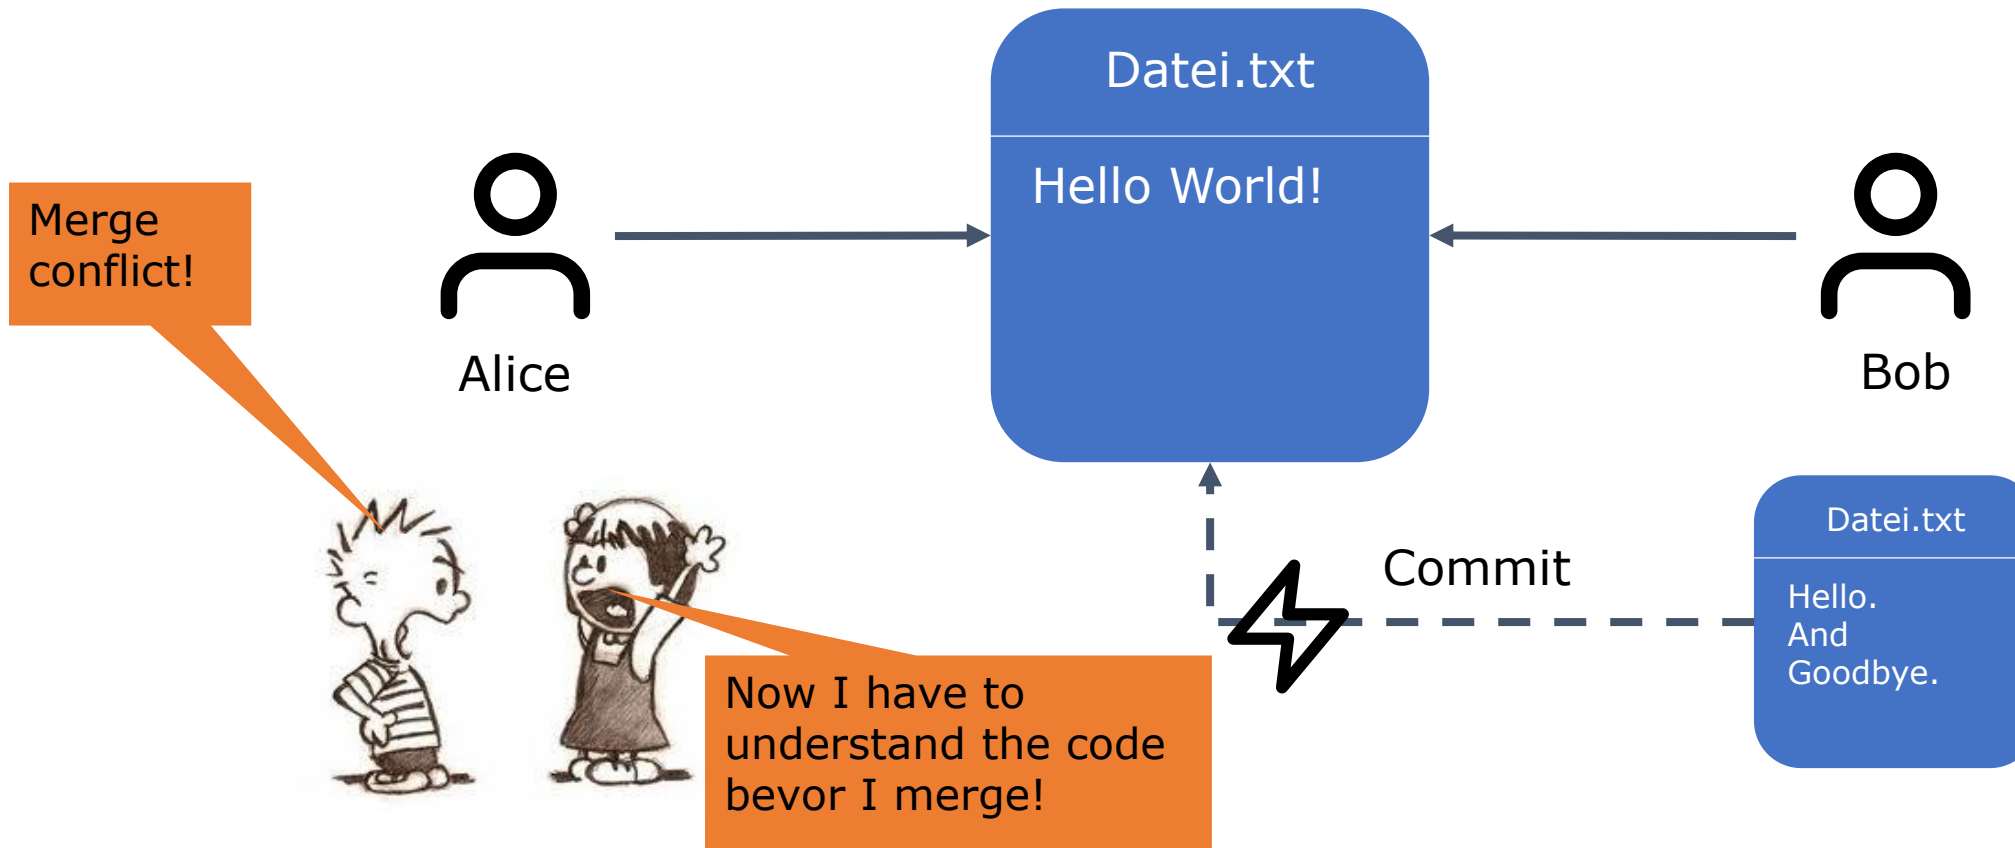 Datei.txt
Hello World!
Merge
conflict!
Alice
Bob
Commit
Datei.txt
Hello.
And
Goodbye.
Now I have to
understand the code
bevor I merge!